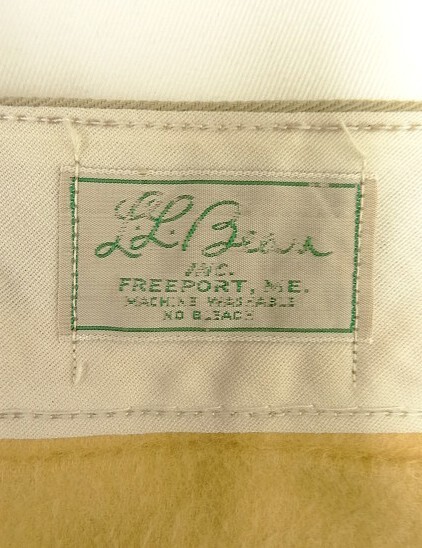 L.L. Bean
INC.
FREEPORT, ME.
MACHINE WASHABLE
NO BLEACH